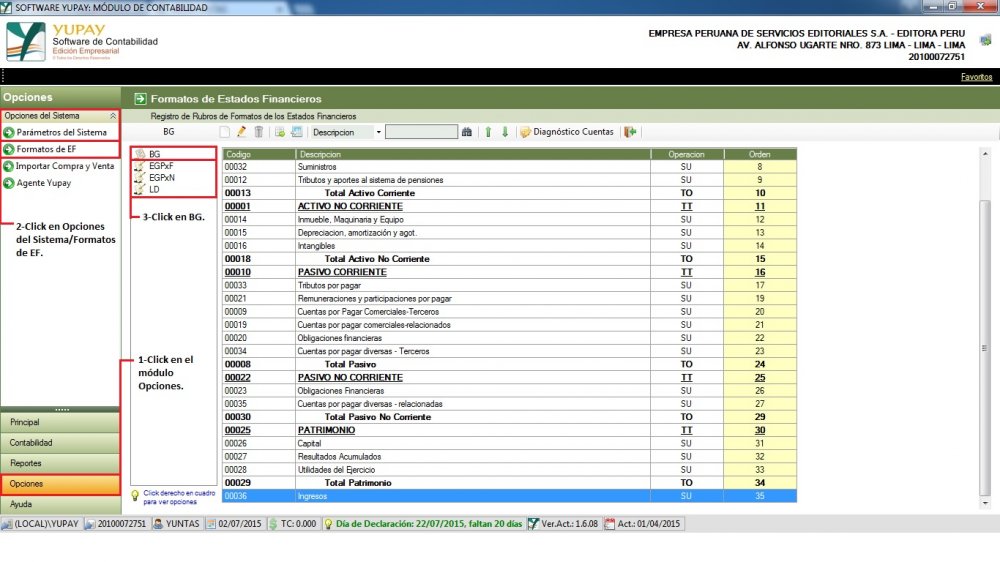 SOFTWARE YUPAY: MÓDULO DE CONTABILIDAD
YUPAY
Software de Contabilidad
Edición Empresarial
EMPRESA PERUANA DE SERVICIOS EDITORIALES S.A. - EDITORA PERU
AV. ALFONSO UGARTE NRO. 873 LIMA - LIMA - LIMA
20100072751
Favoritos
Opciones
Formatos de Estados Financieros
Opciones del Sistema
Registro de Rubros de Formatos de los Estados Financieros
Parámetros del Sistema
Formatos de EF
Importar Compra y Venta
Agente Yupay
2-Click en Opciones
del Sistema/Formatos
de EF.
BG
Descripcion
Diagnóstico Cuentas
BG
EGPxF
EGPxN
LD
3-Click en BG.
1-Click en el
módulo
Opciones.
Codigo Descripcion Operacion Orden
00032 Suministros SU 8
00012 Tributos y aportes al sistema de pensiones SU 9
00013 Total Activo Corriente TO 10
00001 ACTIVO NO CORRIENTE TT 11
00014 Inmueble, Maquinaria y Equipo SU 12
00015 Depreciacion, amortización y agot. SU 13
00016 Intangibles SU 14
00018 Total Activo No Corriente TO 15
00010 PASIVO CORRIENTE TT 16
00033 Tributos por pagar SU 17
00021 Remuneraciones y participaciones por pagar SU 19
00009 Cuentas por Pagar Comerciales-Terceros SU 20
00019 Cuentas por pagar comerciales-relacionados SU 21
00020 Obligaciones financieras SU 22
00034 Cuentas por pagar diversas - Terceros SU 23
00008 Total Pasivo TO 24
00022 PASIVO NO CORRIENTE TT 25
00023 Obligaciones Financieras SU 26
00035 Cuentas por pagar diversas - relacionadas SU 27
00030 Total Pasivo No Corriente TO 29
00025 PATRIMONIO TT 30
00026 Capital SU 31
00027 Resultados Acumulados SU 32
00028 Utilidades del Ejercicio SU 33
00029 Total Patrimonio TO 34
00036 Ingresos SU 35
Principal
Contabilidad
Reportes
Opciones
Ayuda
Click derecho en cuadro
para ver opciones
(LOCAL)\YUPAY 20100072751 YUNTAS 02/07/2015 TC: 0.000 Día de Declaración: 22/07/2015, faltan 20 días Ver.Act.: 1.6.08 Act.: 01/04/2015